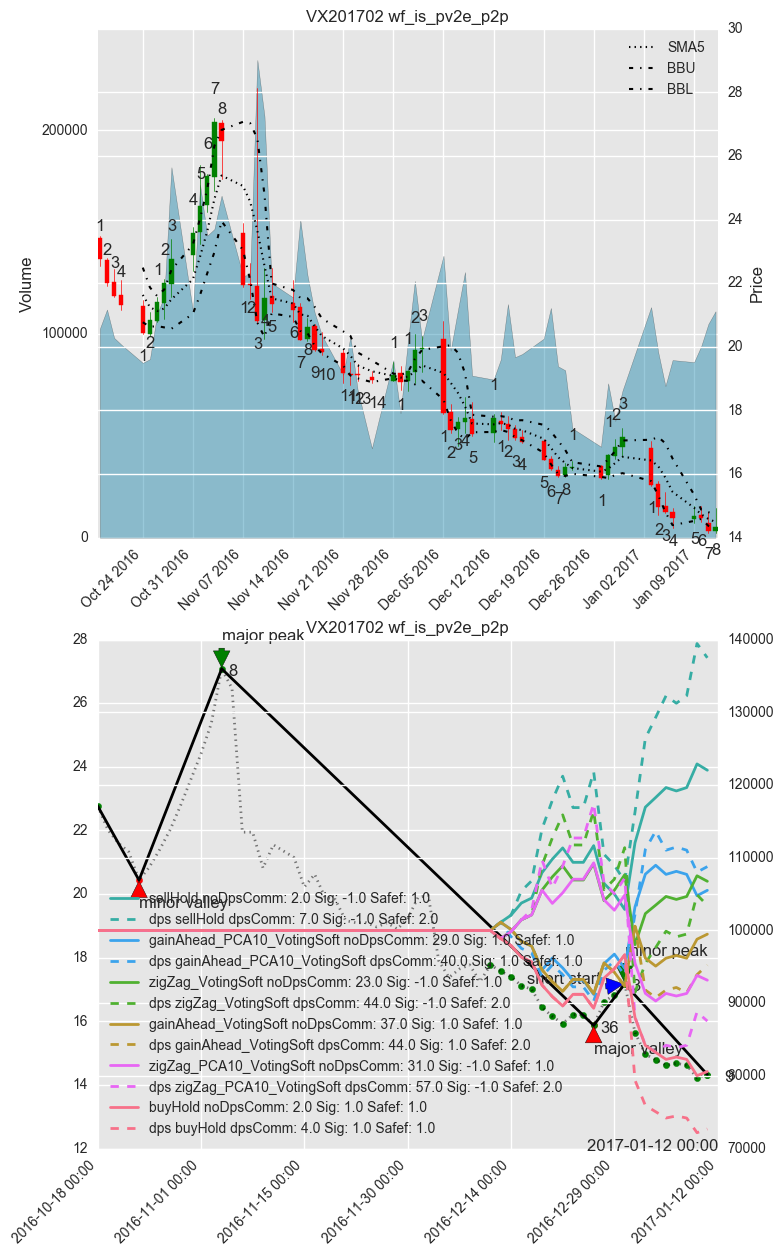 VX201702 wf_is_pv2e_p2p
SMA5
BBU
BBL
Volume
Price
200000
100000
0
30
28
26
24
22
20
18
16
14
Oct 24 2016
Oct 31 2016
Nov 07 2016
Nov 14 2016
Nov 21 2016
Nov 28 2016
Dec 05 2016
Dec 12 2016
Dec 19 2016
Dec 26 2016
Jan 02 2017
Jan 09 2017
VX201702 wf_is_pv2e_p2p
major peak
8
minor valley
short start
minor peak
3
36
major valley
9
28
26
24
22
20
18
16
14
12
140000
130000
120000
110000
100000
90000
80000
70000
sellHold noDpsComm: 2.0 Sig: -1.0 Safef: 1.0
dps sellHold dpsComm: 7.0 Sig: -1.0 Safef: 2.0
gainAhead_PCA10_VotingSoft noDpsComm: 29.0 Sig: 1.0 Safef: 1.0
dps gainAhead_PCA10_VotingSoft dpsComm: 40.0 Sig: 1.0 Safef: 1.0
zigZag_VotingSoft noDpsComm: 23.0 Sig: -1.0 Safef: 1.0
dps zigZag_VotingSoft dpsComm: 44.0 Sig: -1.0 Safef: 2.0
gainAhead_VotingSoft noDpsComm: 37.0 Sig: 1.0 Safef: 1.0
dps gainAhead_VotingSoft dpsComm: 44.0 Sig: 1.0 Safef: 2.0
zigZag_PCA10_VotingSoft noDpsComm: 31.0 Sig: -1.0 Safef: 1.0
dps zigZag_PCA10_VotingSoft dpsComm: 57.0 Sig: -1.0 Safef: 2.0
buyHold noDpsComm: 2.0 Sig: 1.0 Safef: 1.0
dps buyHold dpsComm: 4.0 Sig: 1.0 Safef: 1.0
2017-01-12 00:00
2016-10-18 00:00
2016-11-01 00:00
2016-11-15 00:00
2016-11-30 00:00
2016-12-14 00:00
2016-12-29 00:00
2017-01-12 00:00